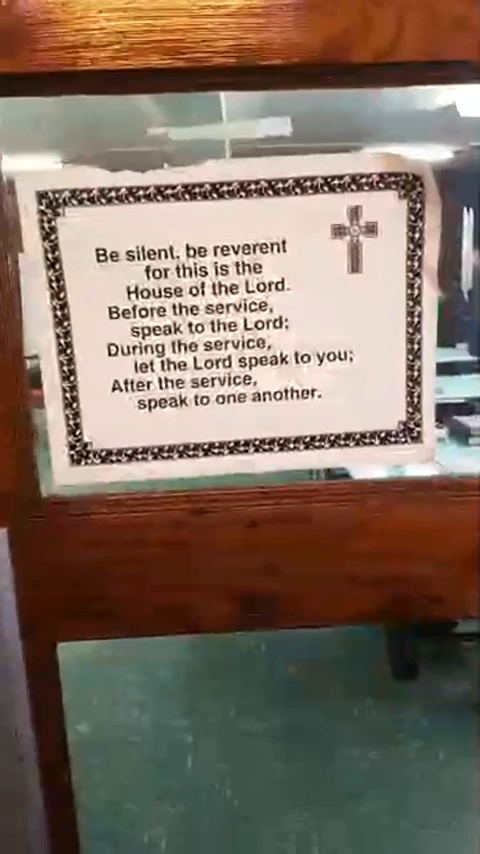 Be silent, be reverent
for this is the
House of the Lord.
Before the service,
speak to the Lord;
During the service,
let the Lord speak to you;
After the service,
speak to one another.